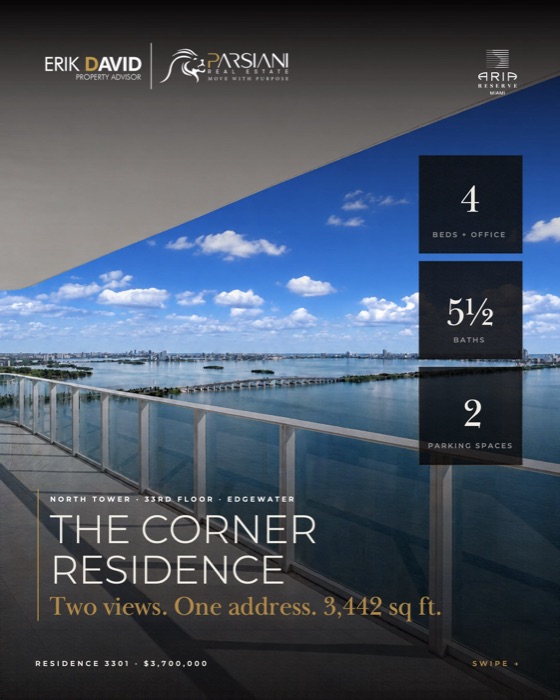 ERIK DAVID
PROPERTY ADVISOR
PARSIANI
REAL ESTATE
MOVE WITH PURPOSE
ARIA
RESERVE
MIAMI
4
BEDS + OFFICE
5½
BATHS
2
PARKING SPACES
NORTH TOWER · 33RD FLOOR · EDGEWATER
THE CORNER
RESIDENCE
Two views. One address. 3,442 sq ft.
RESIDENCE 3301 · $3,700,000
SWIPE +